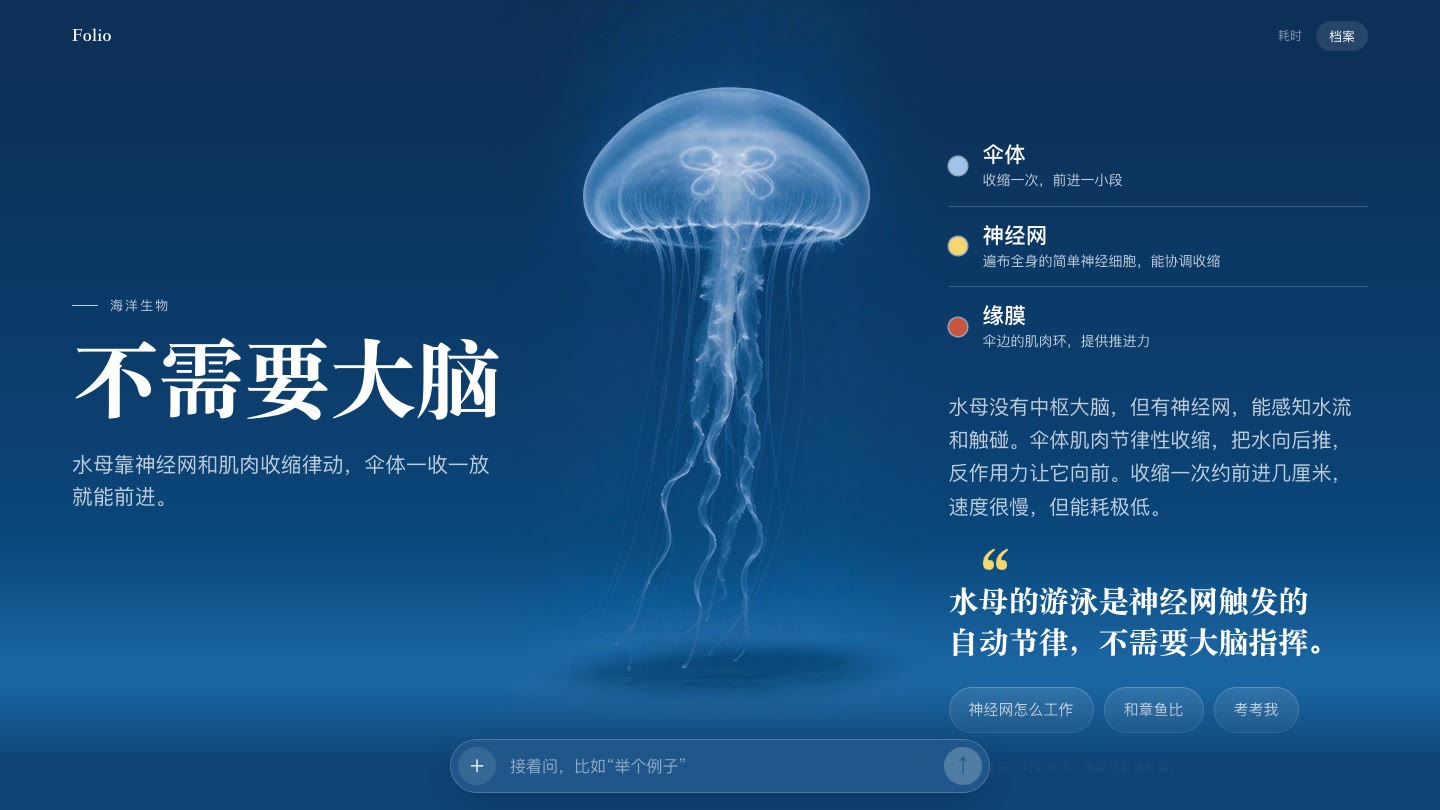 Folio
耗时
档案
海洋生物
不需要大脑
水母靠神经网和肌肉收缩律动，伞体一收一放
就能前进。
伞体
收缩一次，前进一小段
神经网
遍布全身的简单神经细胞，能协调收缩
缘膜
伞边的肌肉环，提供推进力
水母没有中枢大脑，但有神经网，能感知水流
和触碰。伞体肌肉节律性收缩，把水向后推，
反作用力让它向前。收缩一次约前进几厘米，
速度很慢，但能耗极低。
“
水母的游泳是神经网触发的
自动节律，不需要大脑指挥。
神经网怎么工作
和章鱼比
考考我
接着问，比如“举个例子”